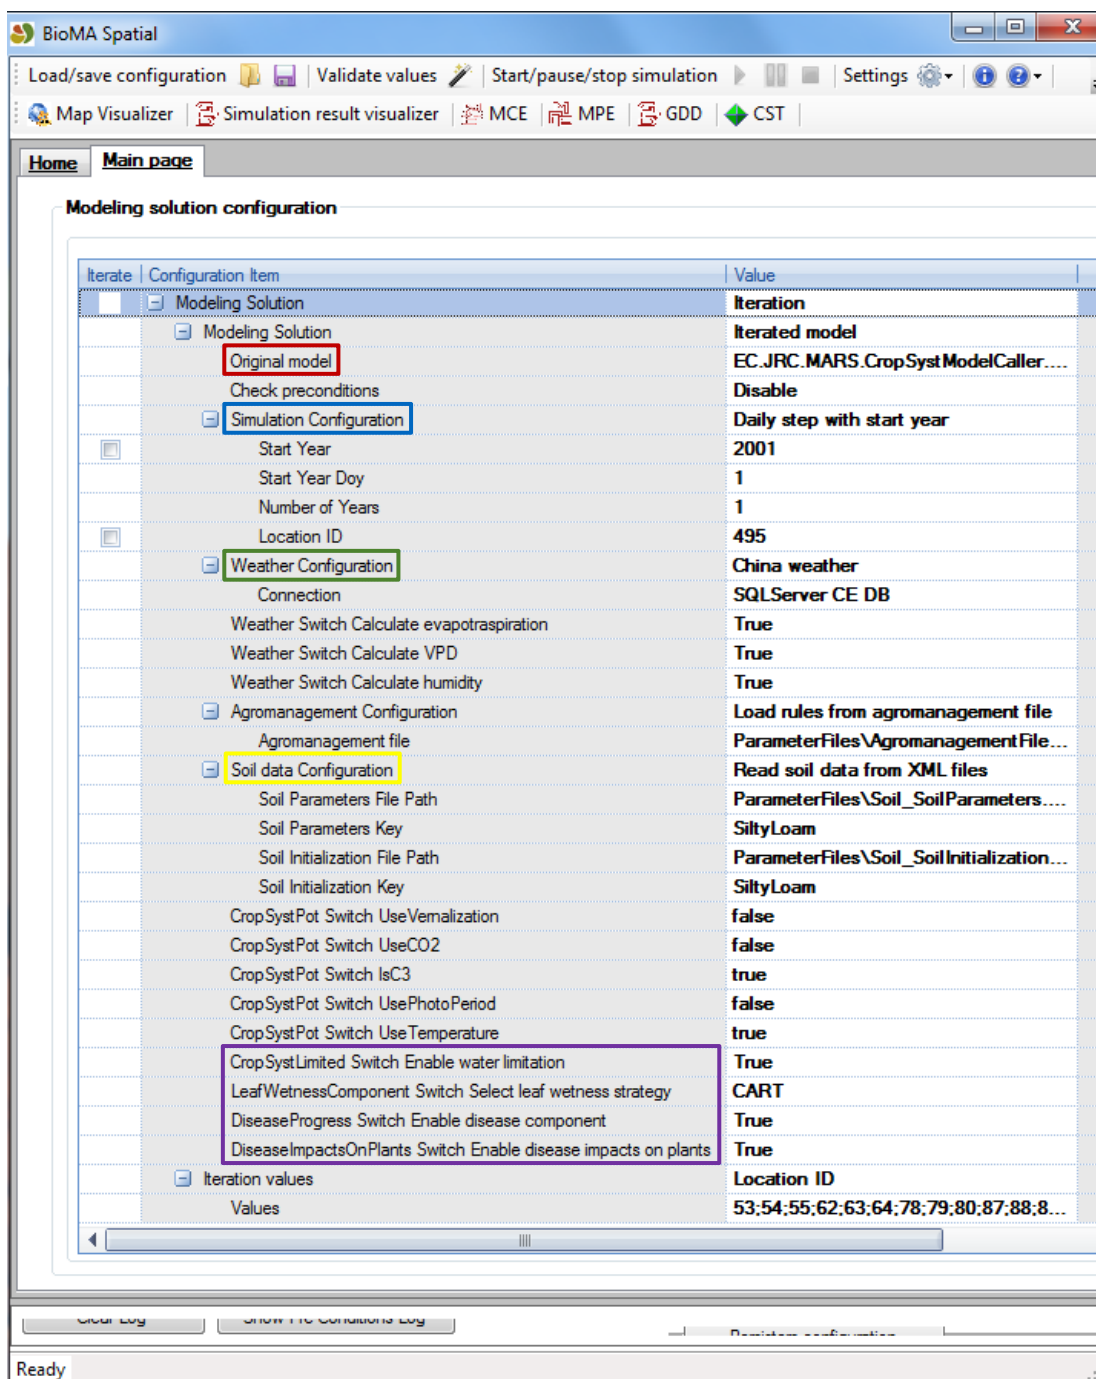 BioMA Spatial
Load/save configuration Validate values Start/pause/stop simulation Settings
Map Visualizer Simulation result visualizer MCE MPE GDD CST
Home Main page
Modeling solution configuration
Iterate Configuration Item Value
Modeling Solution Iteration
Modeling Solution Iterated model
Original model EC.JRC.MARS.CropSystModelCaller....
Check preconditions Disable
Simulation Configuration Daily step with start year
Start Year 2001
Start Year Doy 1
Number of Years 1
Location ID 495
Weather Configuration China weather
Connection SQLServer CE DB
Weather Switch Calculate evapotraspiration True
Weather Switch Calculate VPD True
Weather Switch Calculate humidity True
Agromanagement Configuration Load rules from agromanagement file
Agromanagement file ParameterFiles\AgromanagementFile...
Soil data Configuration Read soil data from XML files
Soil Parameters File Path ParameterFiles\Soil_SoilParameters....
Soil Parameters Key SiltyLoam
Soil Initialization File Path ParameterFiles\Soil_SoilInitialization...
Soil Initialization Key SiltyLoam
CropSystPot Switch UseVernalization false
CropSystPot Switch UseCO2 false
CropSystPot Switch IsC3 true
CropSystPot Switch UsePhotoPeriod false
CropSystPot Switch UseTemperature true
CropSystLimited Switch Enable water limitation True
LeafWetnessComponent Switch Select leaf wetness strategy CART
DiseaseProgress Switch Enable disease component True
DiseaseImpactsOnPlants Switch Enable disease impacts on plants True
Iteration values Location ID
Values 53;54;55;62;63;64;78;79;80;87;88;8...
Clear Log Show Pre Conditions Log
Ready